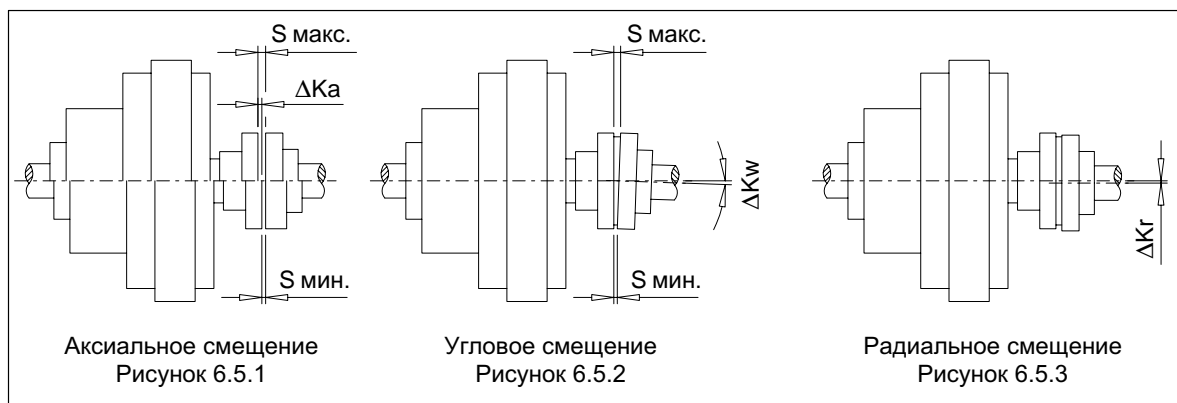 S макс.
ΔKa
S мин.
Аксиальное смещение
Рисунок 6.5.1
S макс.
ΔKw
S мин.
Угловое смещение
Рисунок 6.5.2
ΔKr
Радиальное смещение
Рисунок 6.5.3